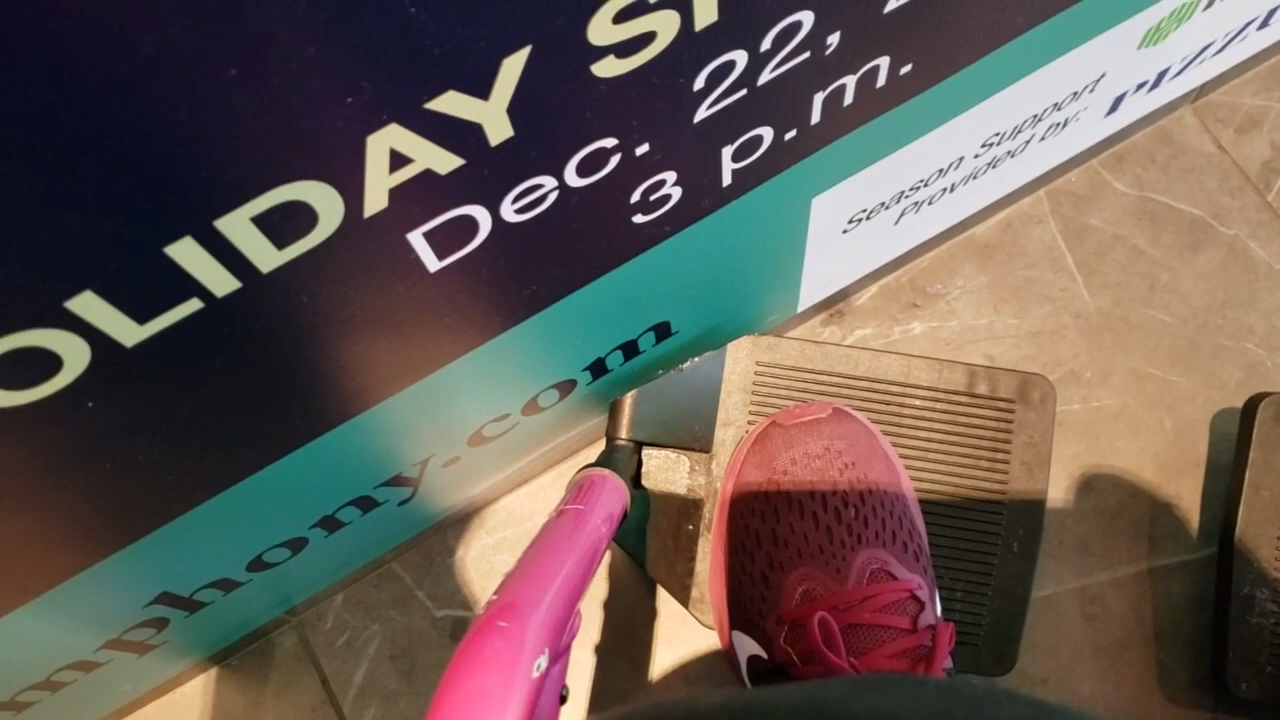 OLIDAY
Dec. 22,
3 p.m.
Season Support
Provided by:
mphony.com